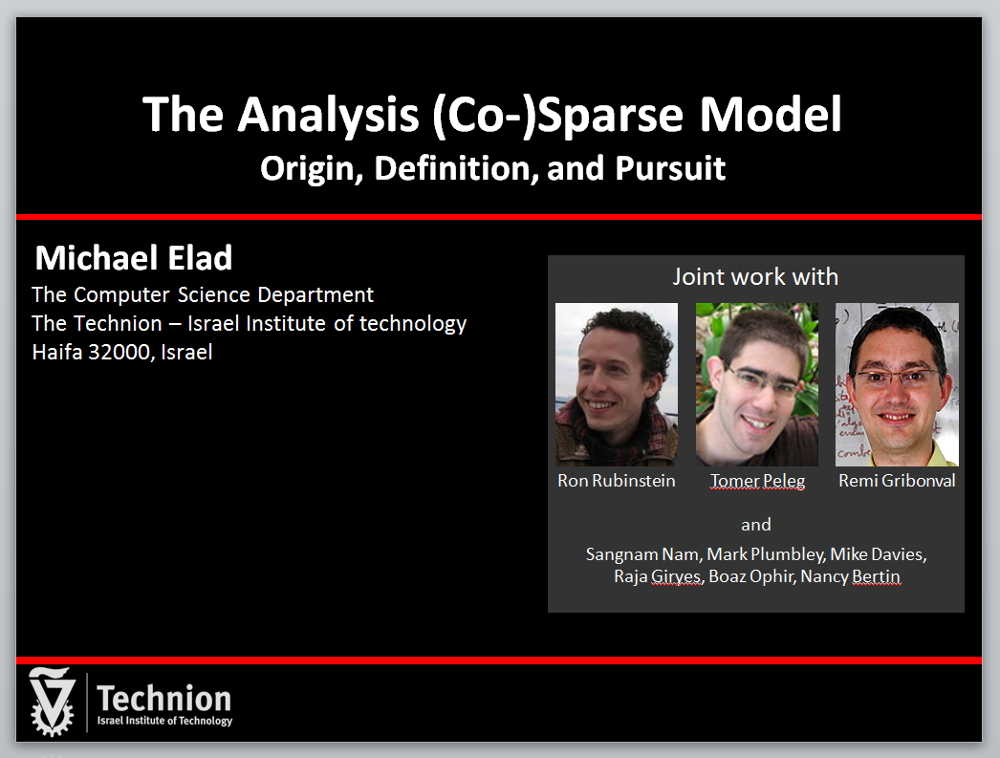 The Analysis (Co-)Sparse Model
Origin, Definition, and Pursuit
Michael Elad
The Computer Science Department
The Technion – Israel Institute of technology
Haifa 32000, Israel
Joint work with
Ron Rubinstein
Tomer Peleg
Remi Gribonval
and
Sangnam Nam, Mark Plumbley, Mike Davies,
Raja Giryes, Boaz Ophir, Nancy Bertin
Technion
Israel Institute of Technology